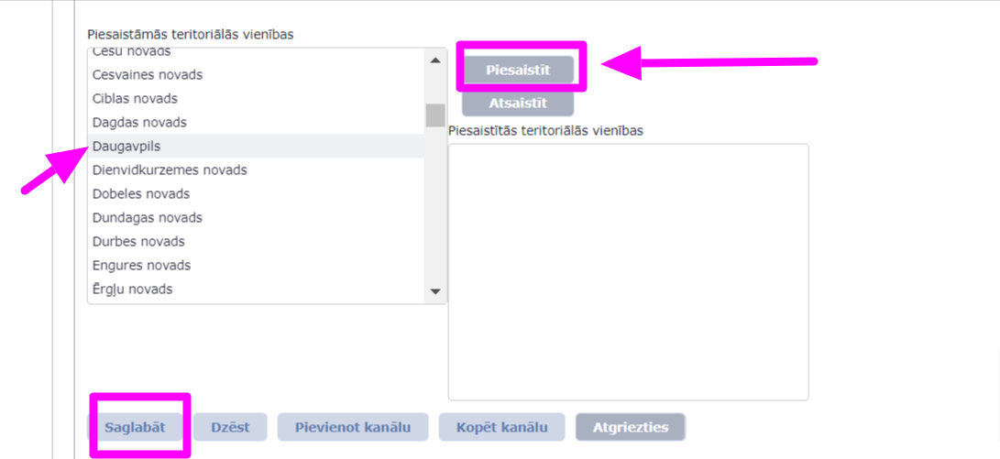 Piesaistāmās teritoriālās vienības
Cēsu novads
Cesvaines novads
Ciblas novads
Dagdas novads
Daugavpils
Dienvidkurzemes novads
Dobeles novads
Dundagas novads
Durbes novads
Engures novads
Ērgļu novads
Piesaistīt
Atsaistīt
Piesaistītās teritoriālās vienības
Saglabāt Dzēst Pievienot kanālu Kopēt kanālu Atgriezties